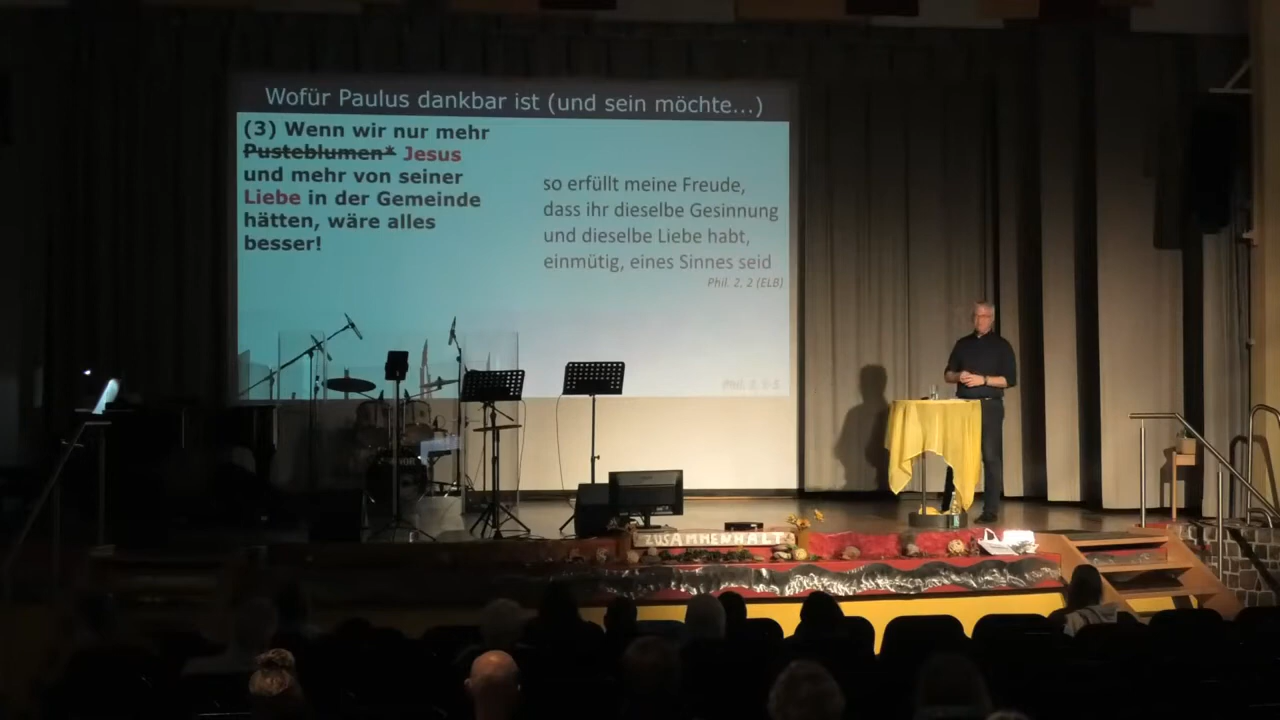 Wofür Paulus dankbar ist (und sein möchte...)
(3) Wenn wir nur mehr
Pusteblumen* Jesus
und mehr von seiner
Liebe in der Gemeinde
hätten, wäre alles
besser!
so erfüllt meine Freude,
dass ihr dieselbe Gesinnung
und dieselbe Liebe habt,
einmütig, eines Sinnes seid
Phil. 2, 2 (ELB)
ZUSAMMENHALT